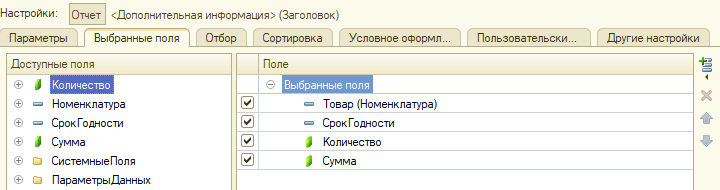 Настройки: Отчет <Дополнительная информация> (Заголовок)
Параметры Выбранные поля Отбор Сортировка Условное оформл... Пользовательски... Другие настройки
Доступные поля Поле
Количество Выбранные поля
Номенклатура Товар (Номенклатура)
СрокГодности СрокГодности
Сумма Количество
СистемныеПоля Сумма
ПараметрыДанных